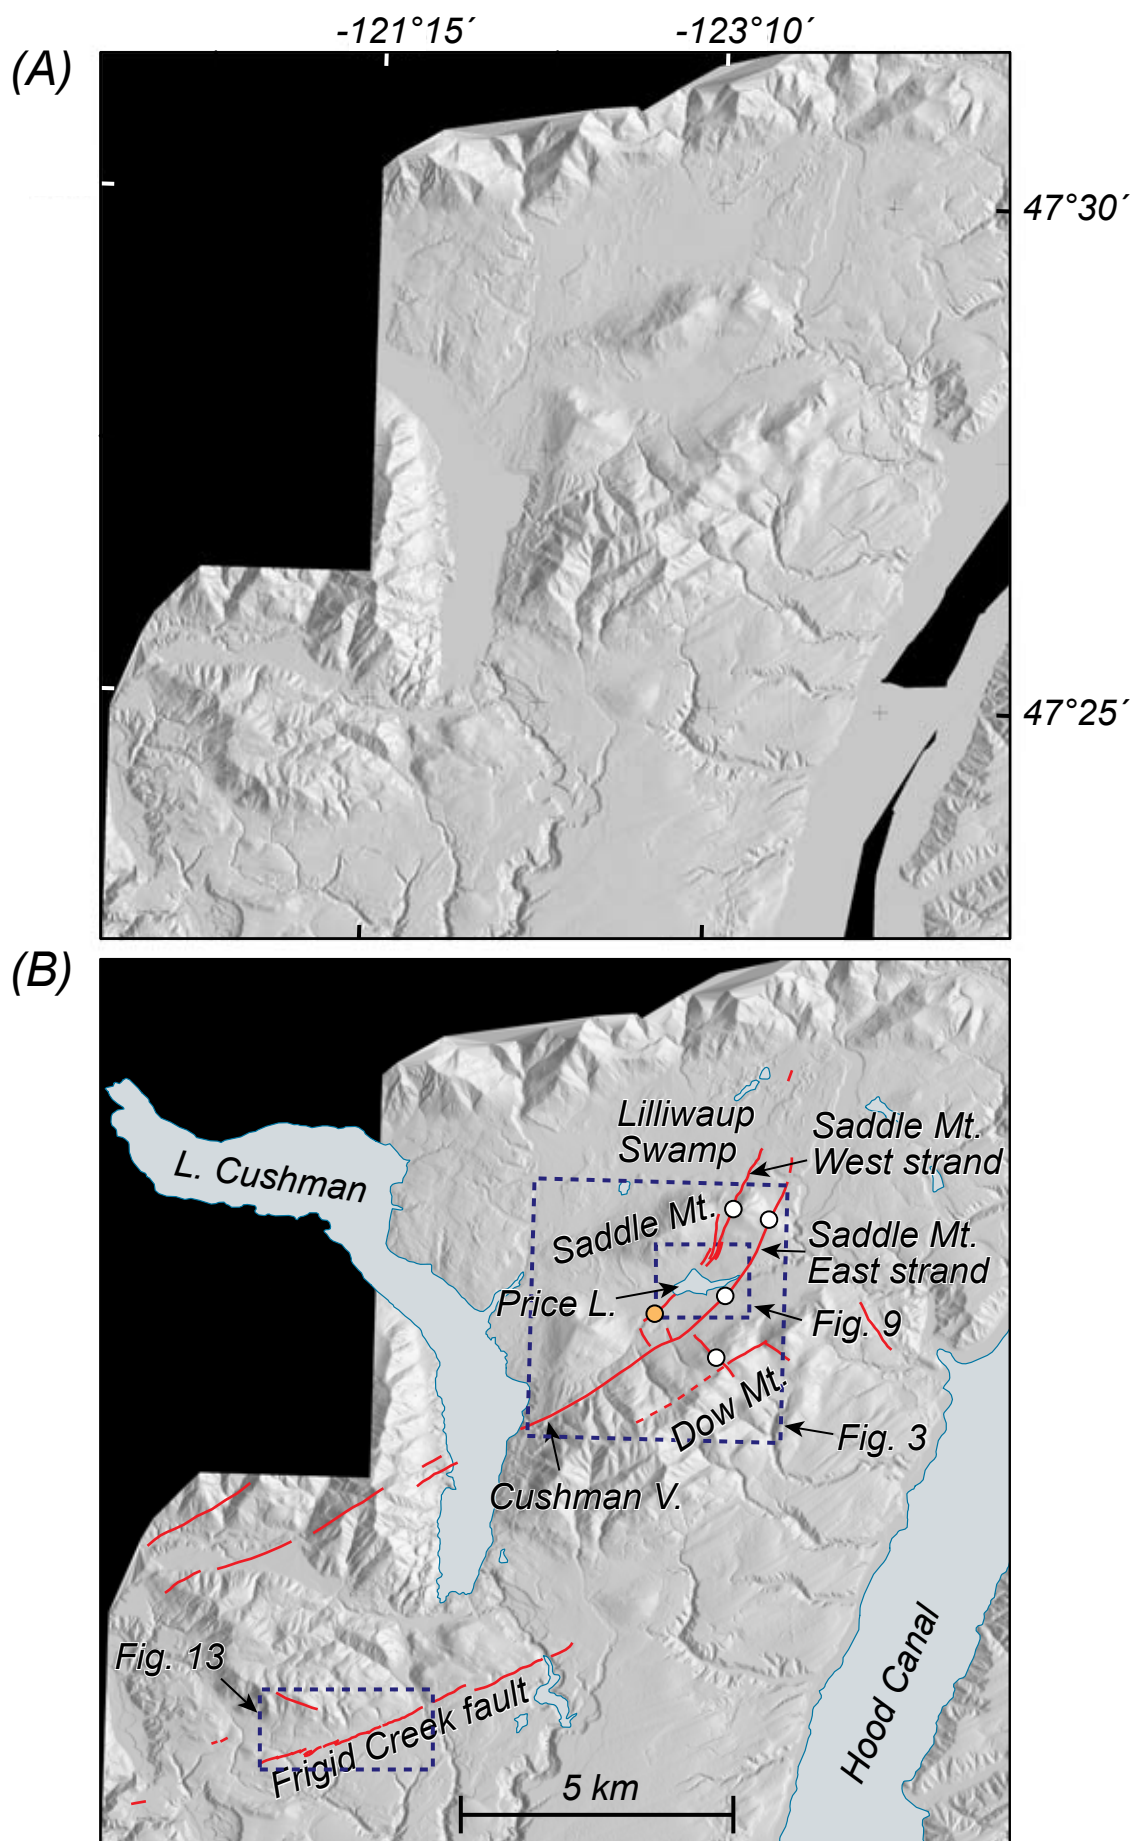 -121°15´
-123°10´
(A)
47°30´
47°25´
(B)
Lilliwaup
Swamp
Saddle Mt.
West strand
L. Cushman
Saddle Mt.
Saddle Mt.
East strand
Price L.
Fig. 9
Dow Mt.
Fig. 3
Cushman V.
Fig. 13
Frigid Creek fault
Hood Canal
5 km